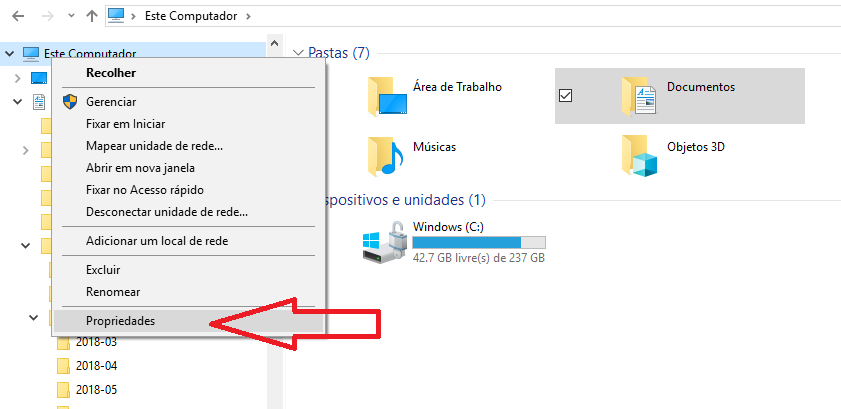 Este Computador
Este Computador
Recolher
Gerenciar
Fixar em Iniciar
Mapear unidade de rede...
Abrir em nova janela
Fixar no Acesso rápido
Desconectar unidade de rede...
Adicionar um local de rede
Excluir
Renomear
Propriedades
2018-03
2018-04
2018-05
Pastas (7)
Área de Trabalho
Documentos
Músicas
Objetos 3D
spositivos e unidades (1)
Windows (C:)
42.7 GB livre(s) de 237 GB